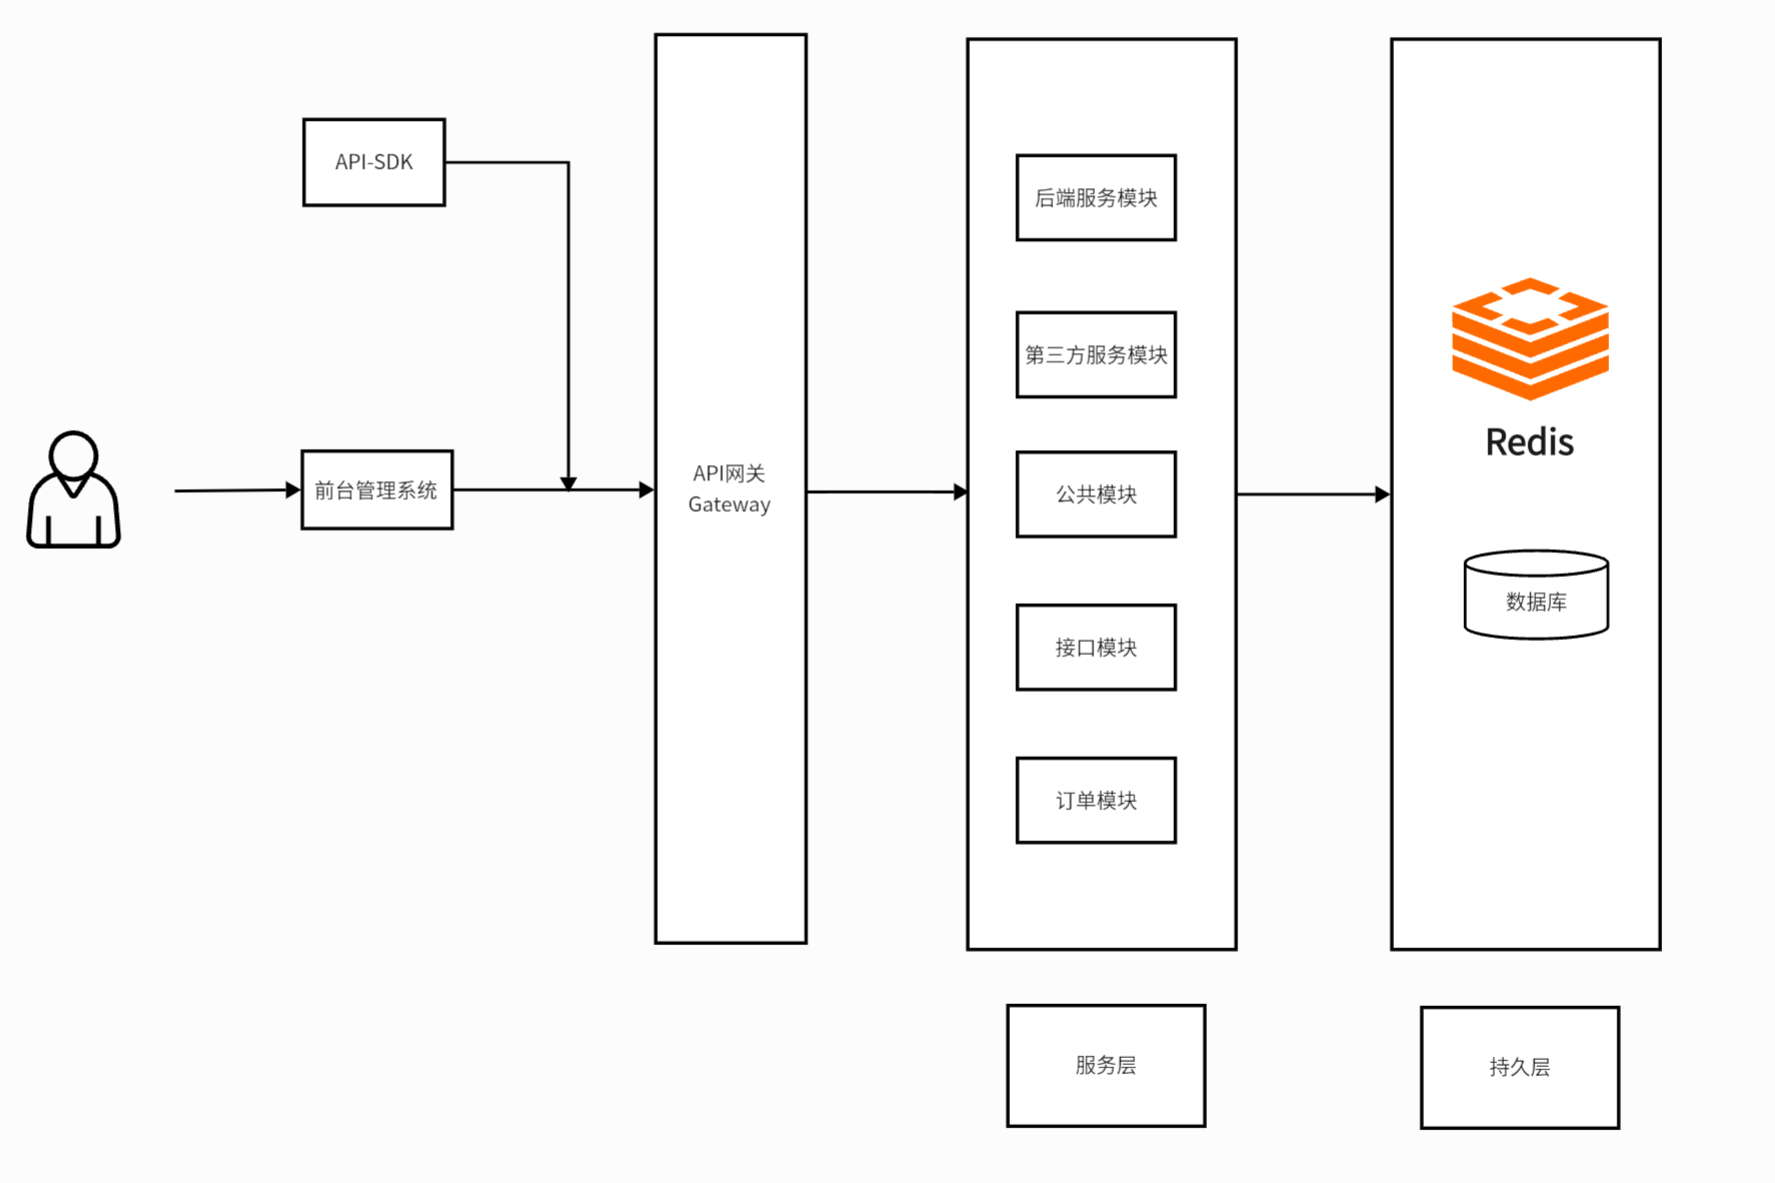 API-SDK
前台管理系统
API网关
Gateway
后端服务模块
第三方服务模块
公共模块
接口模块
订单模块
Redis
数据库
服务层
持久层